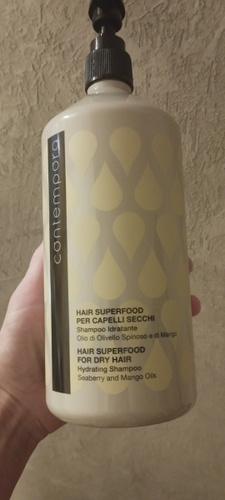 contempora
HAIR SUPERFOOD
PER CAPELLI SECCHI
Shampoo Idratante
Olio di Olivello Spinoso e di Mango
HAIR SUPERFOOD
FOR DRY HAIR
Hydrating Shampoo
Seaberry and Mango Oils